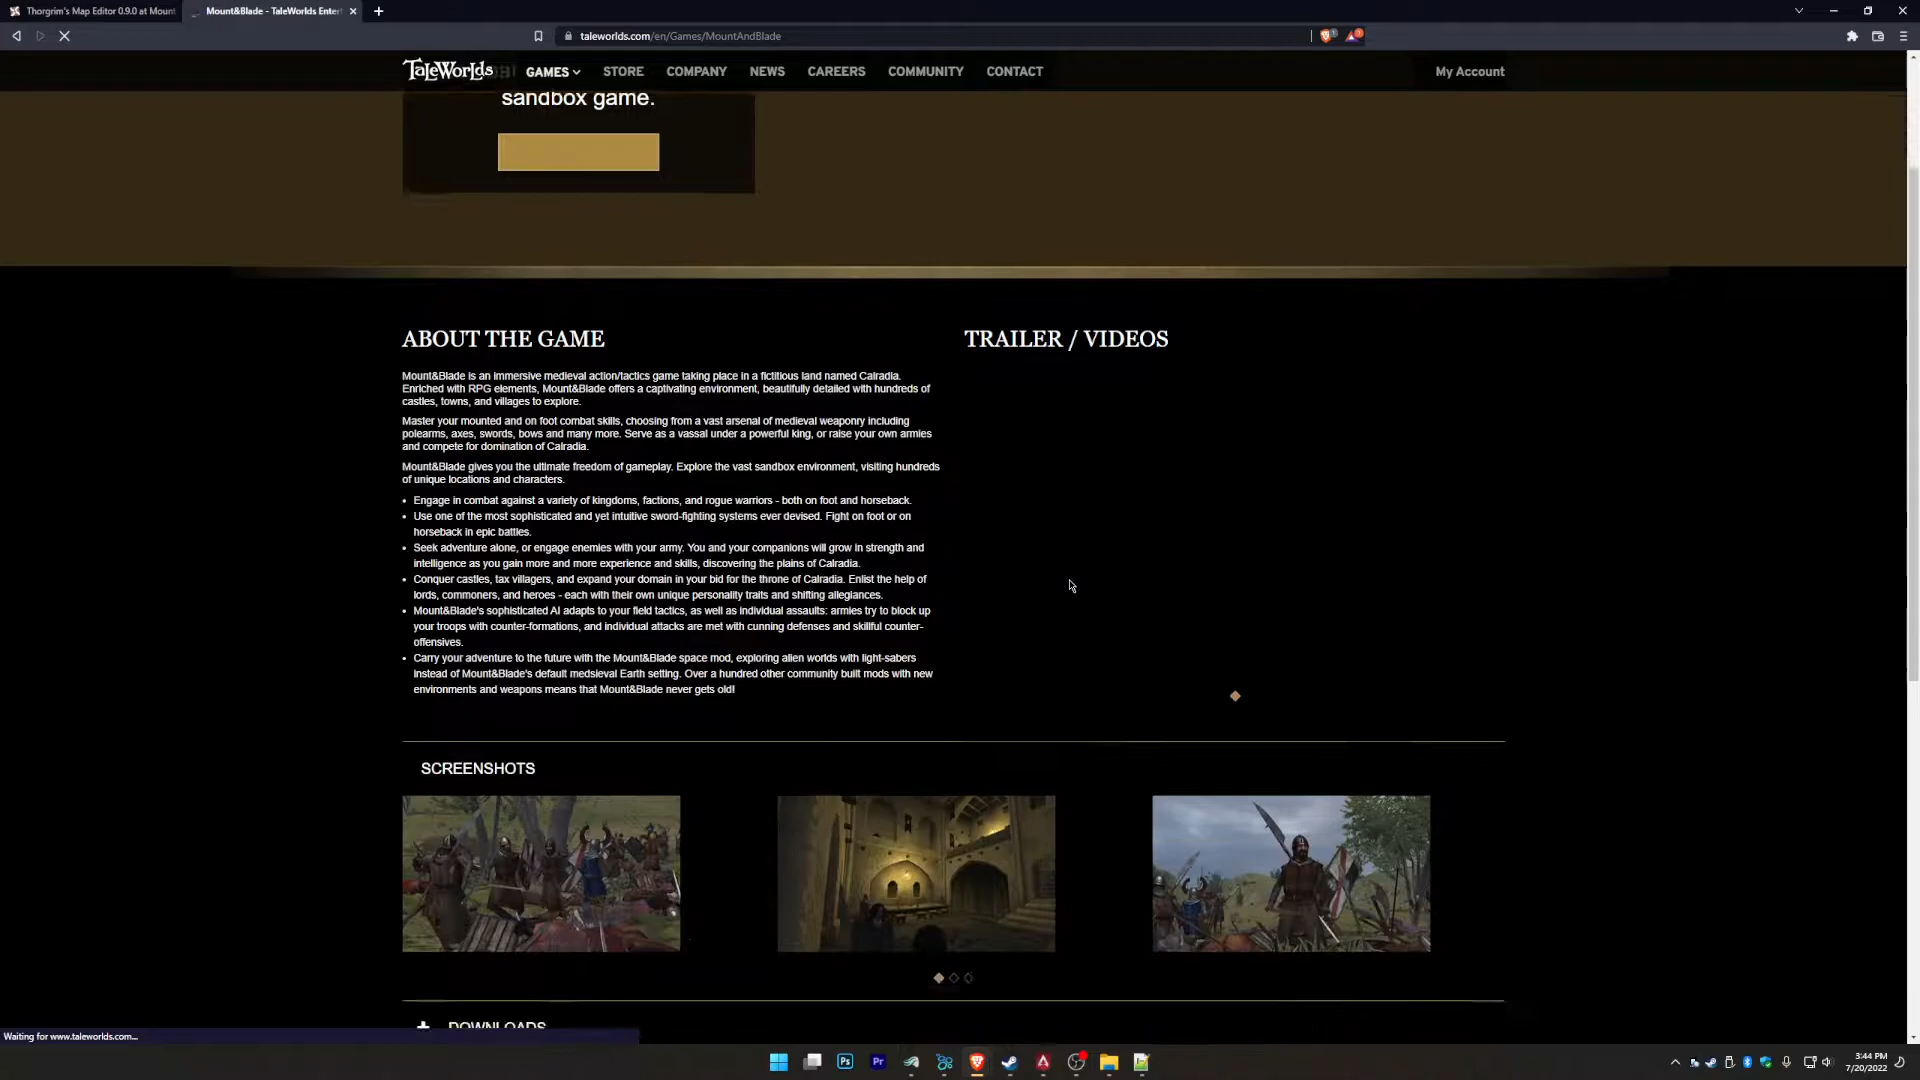 Thorgrim's Map Editor 0.9.0 at Mount
Mount&Blade - TaleWorlds Enter
taleworlds.com/en/Games/MountAndBlade
TaleWorlds GAMES STORE COMPANY NEWS CAREERS COMMUNITY CONTACT My Account
sandbox game.
ABOUT THE GAME
Mount&Blade is an immersive medieval action/tactics game taking place in a fictitious land named Calradia.
Enriched with RPG elements, Mount&Blade offers a captivating environment, beautifully detailed with hundreds of
castles, towns, and villages to explore.
Master your mounted and on foot combat skills, choosing from a vast arsenal of medieval weaponry including
polearms, axes, swords, bows and many more. Serve as a vassal under a powerful king, or raise your own armies
and compete for domination of Calradia.
Mount&Blade gives you the ultimate freedom of gameplay. Explore the vast sandbox environment, visiting hundreds
of unique locations and characters.
• Engage in combat against a variety of kingdoms, factions, and rogue warriors - both on foot and horseback.
• Use one of the most sophisticated and yet intuitive sword-fighting systems ever devised. Fight on foot or on
horseback in epic battles.
• Seek adventure alone, or engage enemies with your army. You and your companions will grow in strength and
intelligence as you gain more and more experience and skills, discovering the plains of Calradia.
• Conquer castles, tax villagers, and expand your domain in your bid for the throne of Calradia. Enlist the help of
lords, commoners, and heroes - each with their own unique personality traits and shifting allegiances.
• Mount&Blade's sophisticated AI adapts to your field tactics, as well as individual assaults: armies try to block up
your troops with counter-formations, and individual attacks are met with cunning defenses and skillful counter-
offensives.
• Carry your adventure to the future with the Mount&Blade space mod, exploring alien worlds with light-sabers
instead of Mount&Blade's default medsieval Earth setting. Over a hundred other community built mods with new
environments and weapons means that Mount&Blade never gets old!
TRAILER / VIDEOS
SCREENSHOTS
DOWNLOADS
Waiting for www.taleworlds.com...
Ps
Pr
3:44 PM
7/20/2022